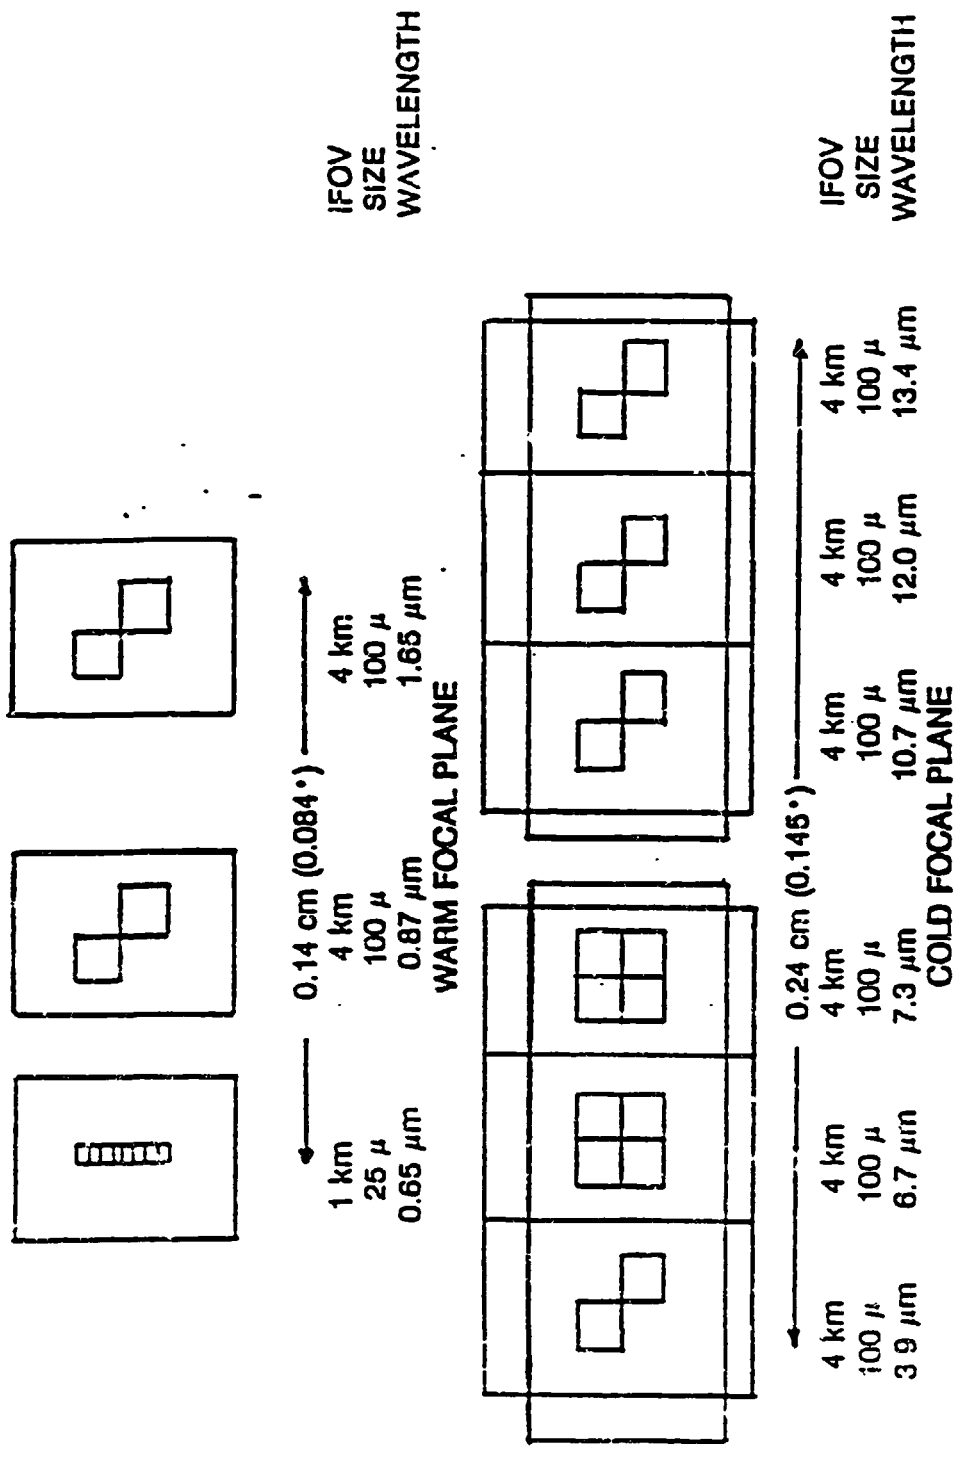 0.14 cm (0.084°)
1 km 4 km 4 km IFOV
25 μ 100 μ 100 μ SIZE
0.65 μm 0.87 μm 1.65 μm WAVELENGTH
WARM FOCAL PLANE
0.24 cm (0.145°)
4 km 4 km 4 km 4 km 4 km 4 km IFOV
100 μ 100 μ 100 μ 100 μ 100 μ 100 μ SIZE
3 9 μm 6.7 μm 7.3 μm 10.7 μm 12.0 μm 13.4 μm WAVELENGTH
COLD FOCAL PLANE